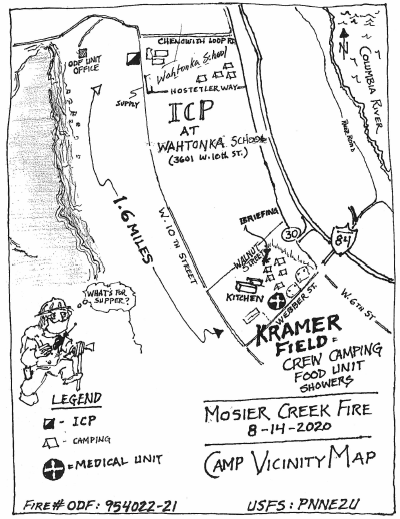 CHENOWITH LOOP RD
ODF UNIT
OFFICE
Wahtonka School
HOSTETLER WAY
SUPPLY
ICP
AT
WAHTONKA SCHOOL
(3601 W. 10th ST.)
N
COLUMBIA RIVER
1.6 MILES
W. 10th STREET
BRIEFING
30
84
WALNUT
STREET
KITCHEN
WEBBER ST.
W. 6th ST
WHAT'S FOR
SUPPER?
KRAMER
FIELD =
CREW CAMPING
FOOD UNIT
SHOWERS
LEGEND
- ICP
- CAMPING
= MEDICAL UNIT
MOSIER CREEK FIRE
8-14-2020
CAMP VICINITY MAP
FIRE# ODF: 954022-21
USFS: PNNE2U